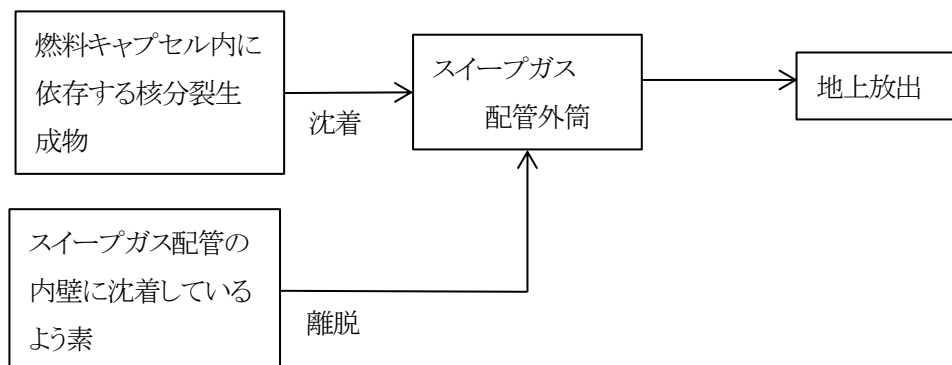 燃料キャプセル内に
依存する核分裂生
成物
沈着
スイープガス
配管外筒
地上放出
スイープガス配管の
内壁に沈着している
よう素
離脱